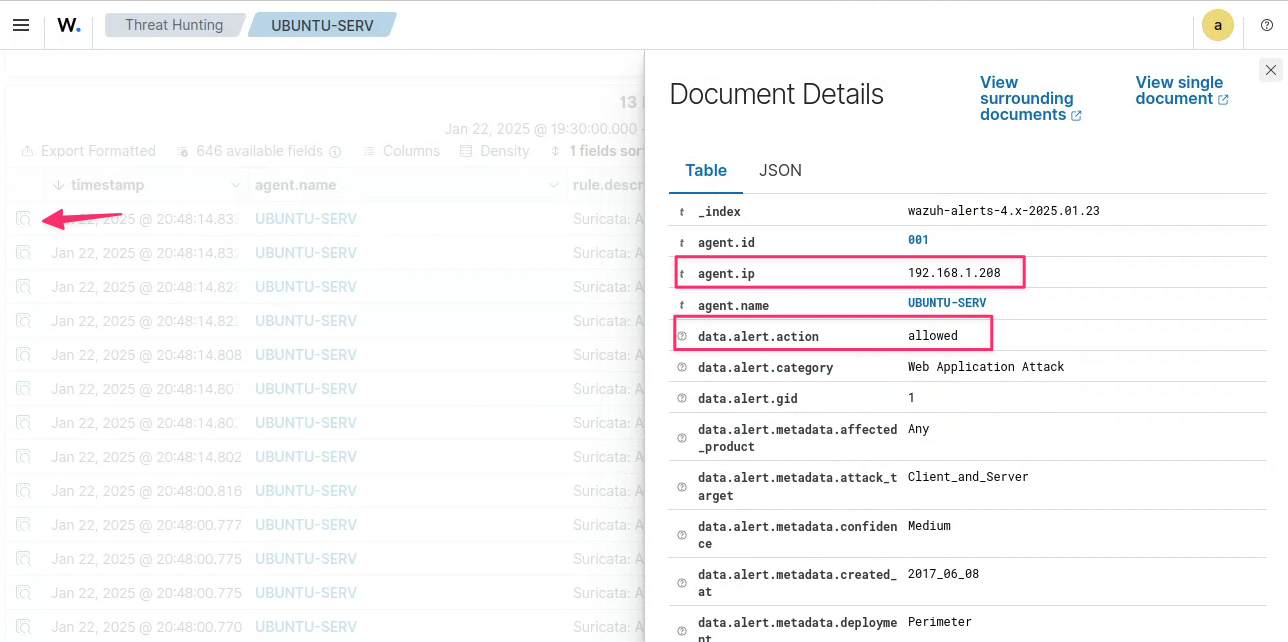 W.
Threat Hunting
UBUNTU-SERV
a
13
Jan 22, 2025 @ 19:30:00.000 -
Export Formatted
646 available fields
Columns
Density
1 fields sor
timestamp
agent.name
rule.descr
22, 2025 @ 20:48:14.83
UBUNTU-SERV
Suricata: A
Jan 22, 2025 @ 20:48:14.83
UBUNTU-SERV
Suricata: A
Jan 22, 2025 @ 20:48:14.82
UBUNTU-SERV
Suricata: A
Jan 22, 2025 @ 20:48:14.82
UBUNTU-SERV
Suricata: A
Jan 22, 2025 @ 20:48:14.808
UBUNTU-SERV
Suricata: A
Jan 22, 2025 @ 20:48:14.80
UBUNTU-SERV
Suricata: A
Jan 22, 2025 @ 20:48:14.80
UBUNTU-SERV
Suricata: A
Jan 22, 2025 @ 20:48:14.802
UBUNTU-SERV
Suricata: A
Jan 22, 2025 @ 20:48:00.816
UBUNTU-SERV
Suricata: A
Jan 22, 2025 @ 20:48:00.777
UBUNTU-SERV
Suricata: A
Jan 22, 2025 @ 20:48:00.775
UBUNTU-SERV
Suricata: A
Jan 22, 2025 @ 20:48:00.775
UBUNTU-SERV
Suricata: A
Jan 22, 2025 @ 20:48:00.770
UBUNTU-SERV
Suricata: A
Document Details
View
surrounding
documents
View single
document
Table
JSON
t _index wazuh-alerts-4.x-2025.01.23
t agent.id 001
t agent.ip 192.168.1.208
t agent.name UBUNTU-SERV
data.alert.action allowed
data.alert.category Web Application Attack
data.alert.gid 1
data.alert.metadata.affected Any
_product
data.alert.metadata.attack_t Client_and_Server
arget
data.alert.metadata.confiden Medium
ce
data.alert.metadata.created_ 2017_06_08
at
data.alert.metadata.deployme Perimeter
nt